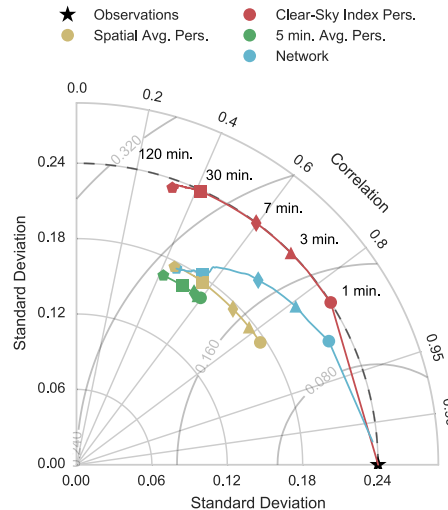 Observations
Clear-Sky Index Pers.
Spatial Avg. Pers.
5 min. Avg Pers.
Network
0.0
0.2
0.4
0.6
0.8
0.95
Correlation
0.320
0.160
0.080
120 min.
30 min.
7 min.
3 min.
1 min.
0.24
0.18
0.12
0.06
0.00
Standard Deviation
0.00
0.06
0.12
0.18
0.24
Standard Deviation